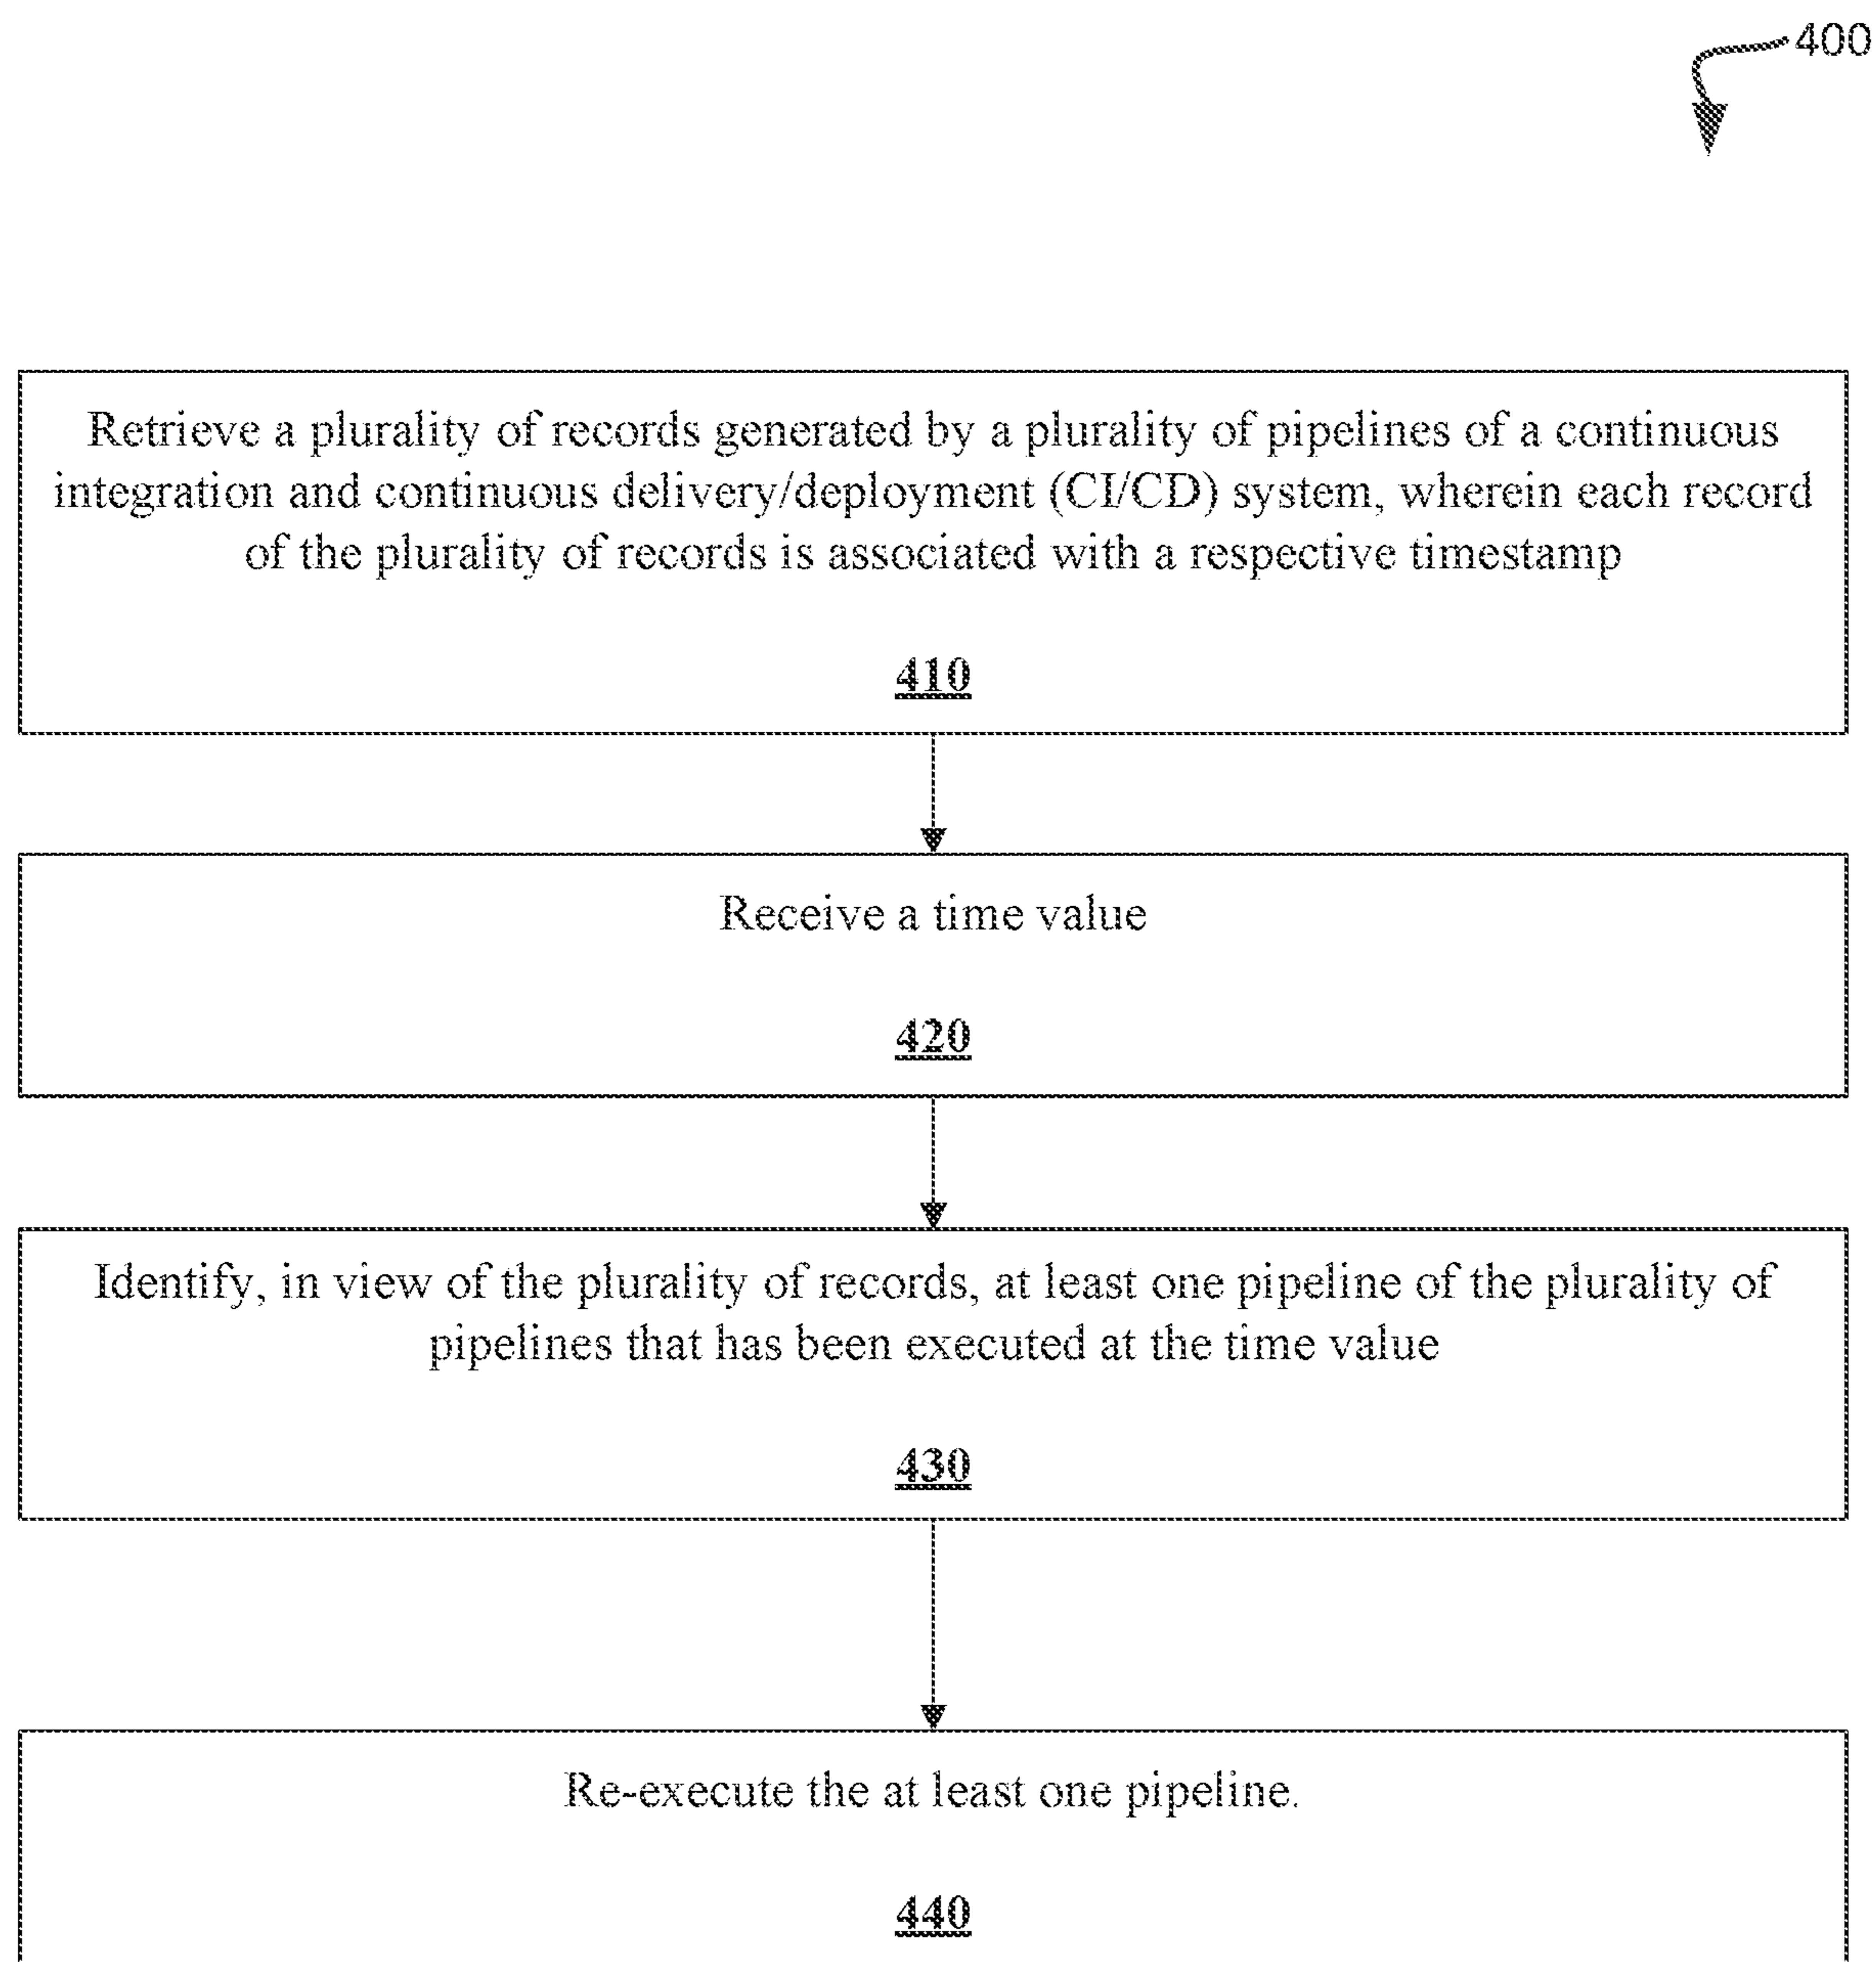 400
Retrieve a plurality of records generated by a plurality of pipelines of a continuous
integration and continuous delivery/deployment (CI/CD) system, wherein each record
of the plurality of records is associated with a respective timestamp
410
Receive a time value
420
Identify, in view of the plurality of records, at least one pipeline of the plurality of
pipelines that has been executed at the time value
430
Re-execute the at least one pipeline.
440